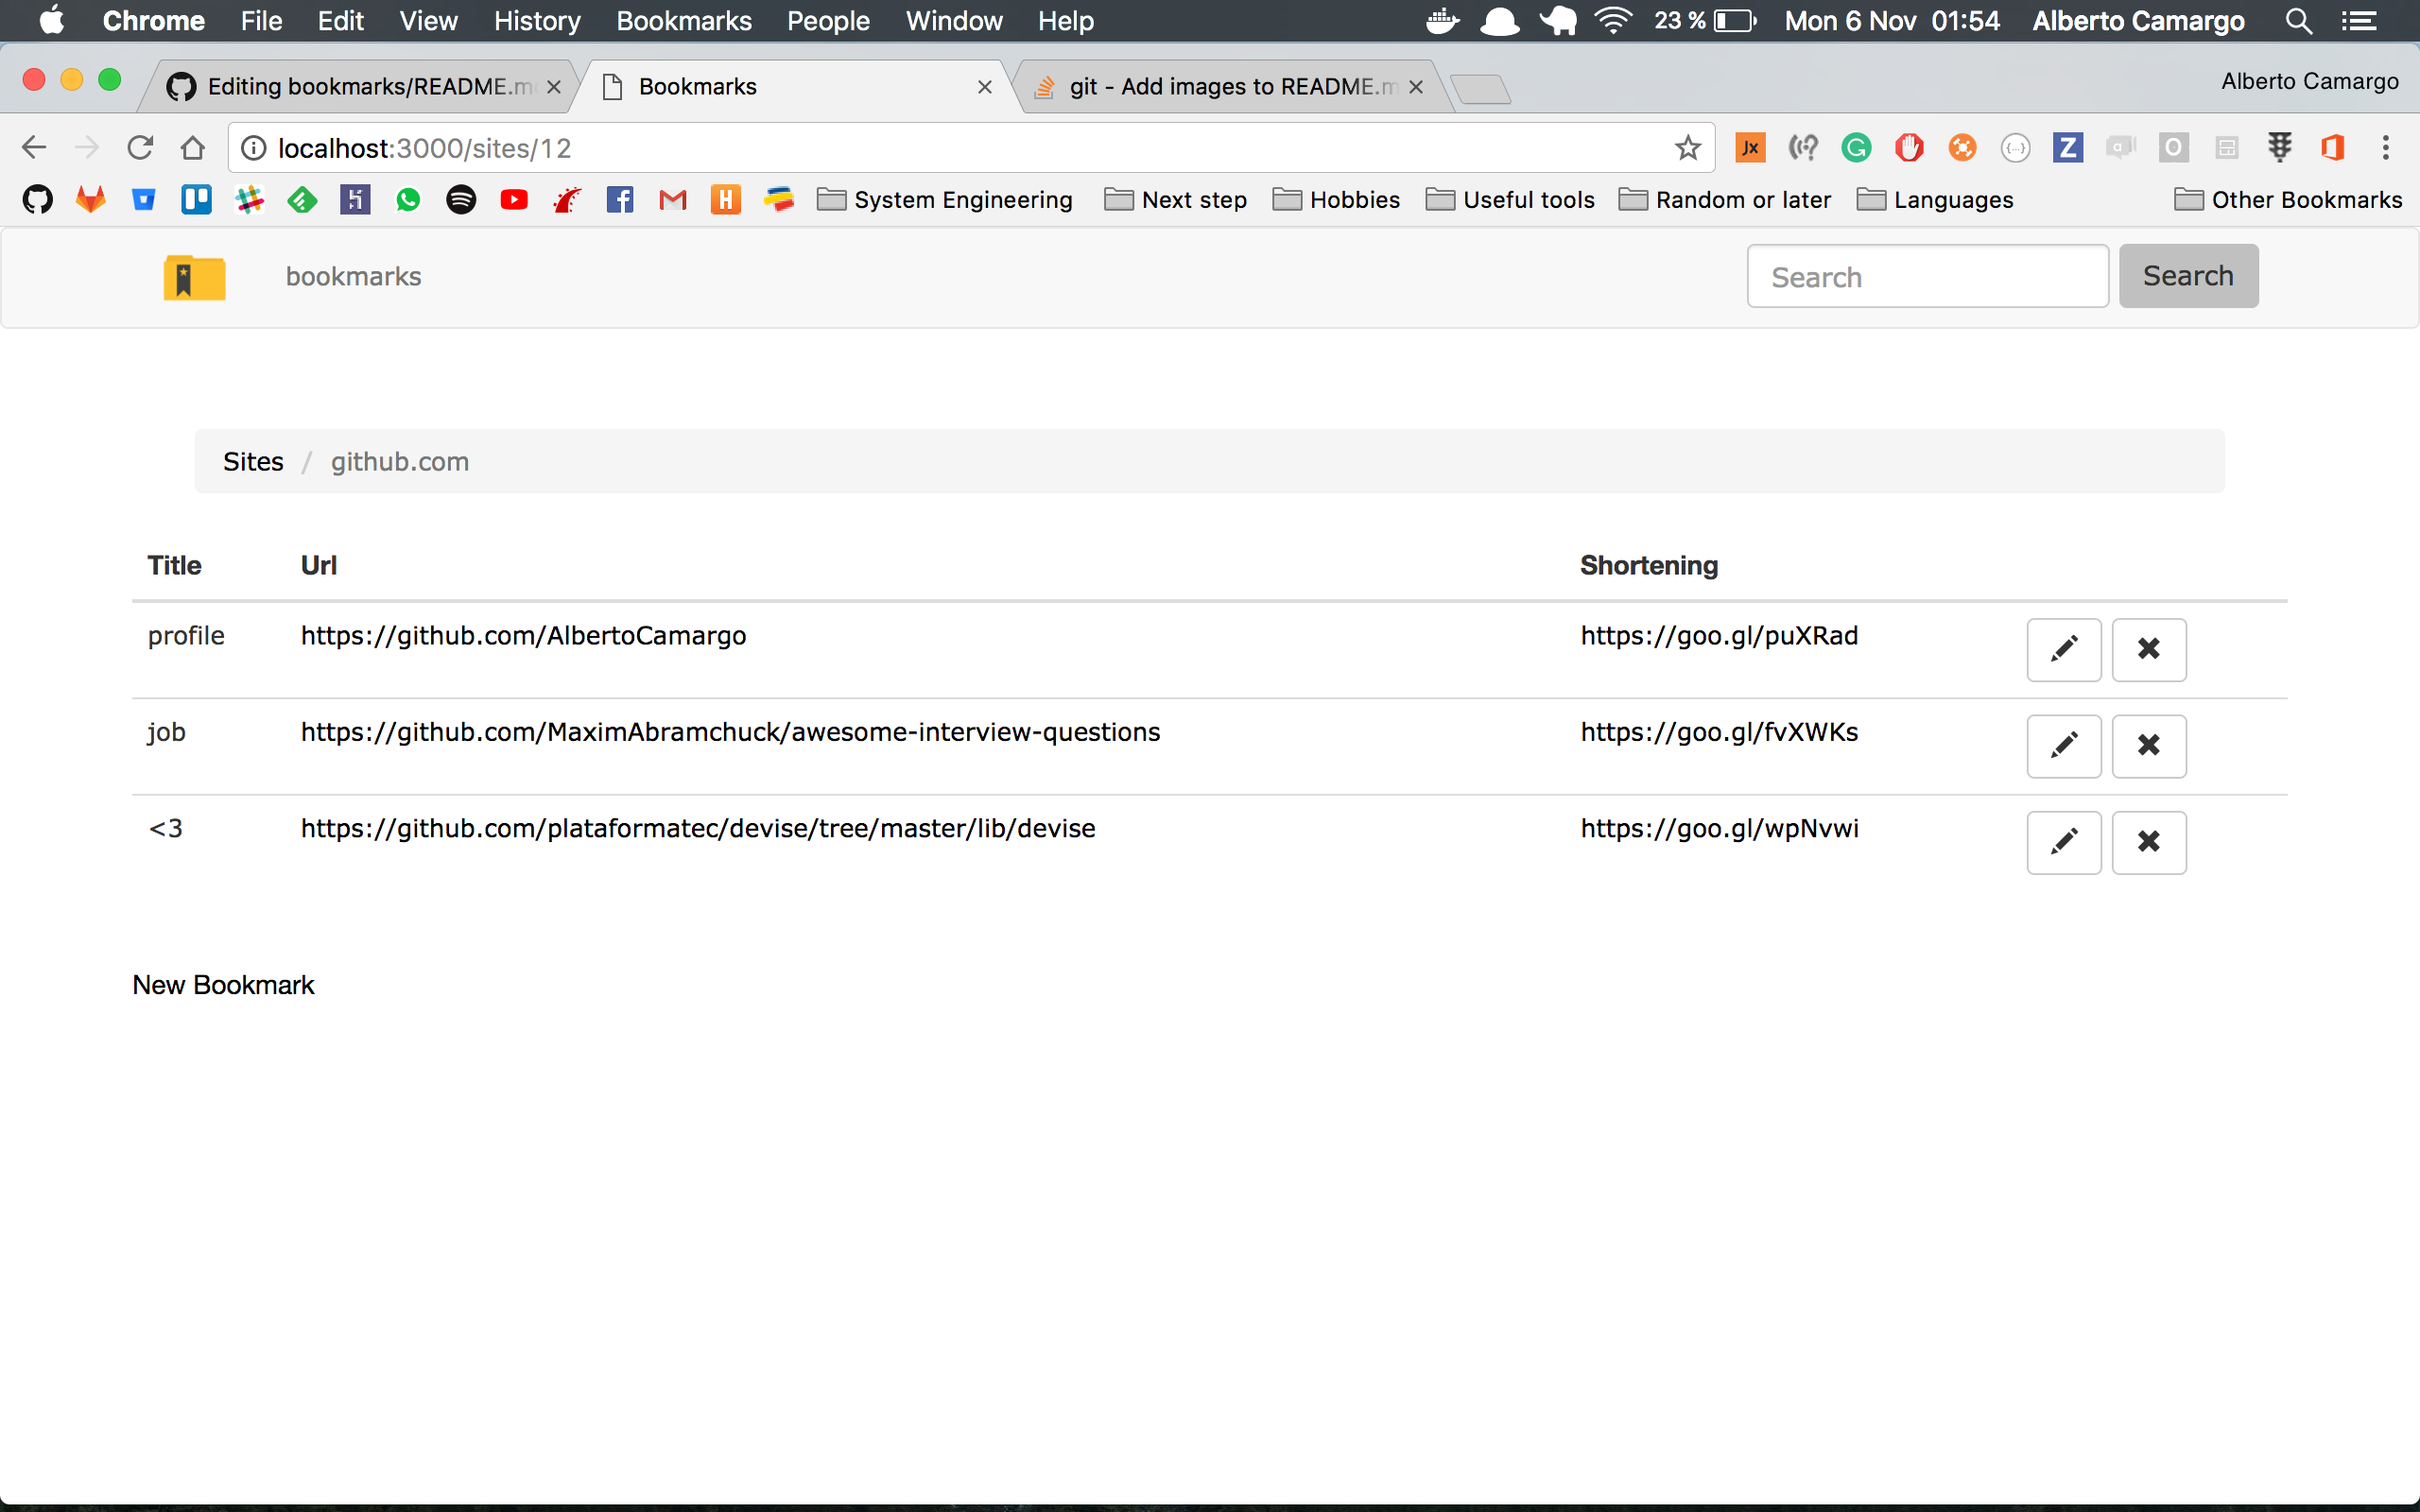 Chrome File Edit View History Bookmarks People Window Help 23 % Mon 6 Nov 01:54 Alberto Camargo
Editing bookmarks/README.m Bookmarks git - Add images to README.m Alberto Camargo
localhost:3000/sites/12
System Engineering Next step Hobbies Useful tools Random or later Languages Other Bookmarks
bookmarks Search Search
Sites / github.com
Title Url Shortening
profile https://github.com/AlbertoCamargo https://goo.gl/puXRad
job https://github.com/MaximAbramchuck/awesome-interview-questions https://goo.gl/fvXWKs
<3 https://github.com/plataformatec/devise/tree/master/lib/devise https://goo.gl/wpNvwi
New Bookmark